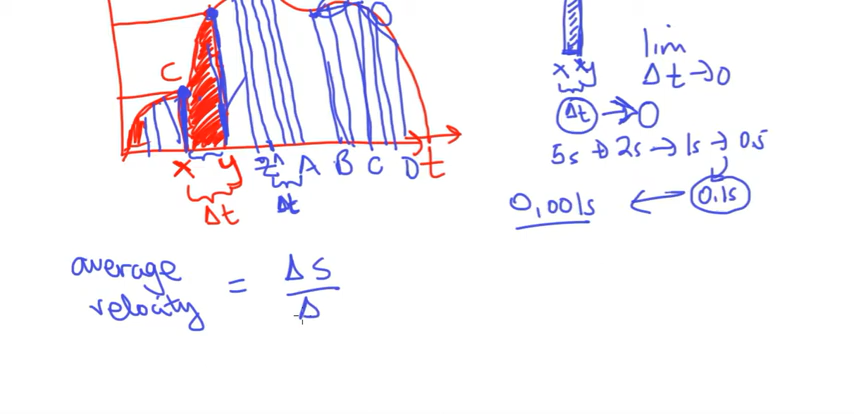 C
x y z A B C D t
Δt Δt
lim
Δt → 0
x y
Δt → 0
5s → 2s → 1s → 0.5
0.1s
0,001s
average velocity = Δs / Δ